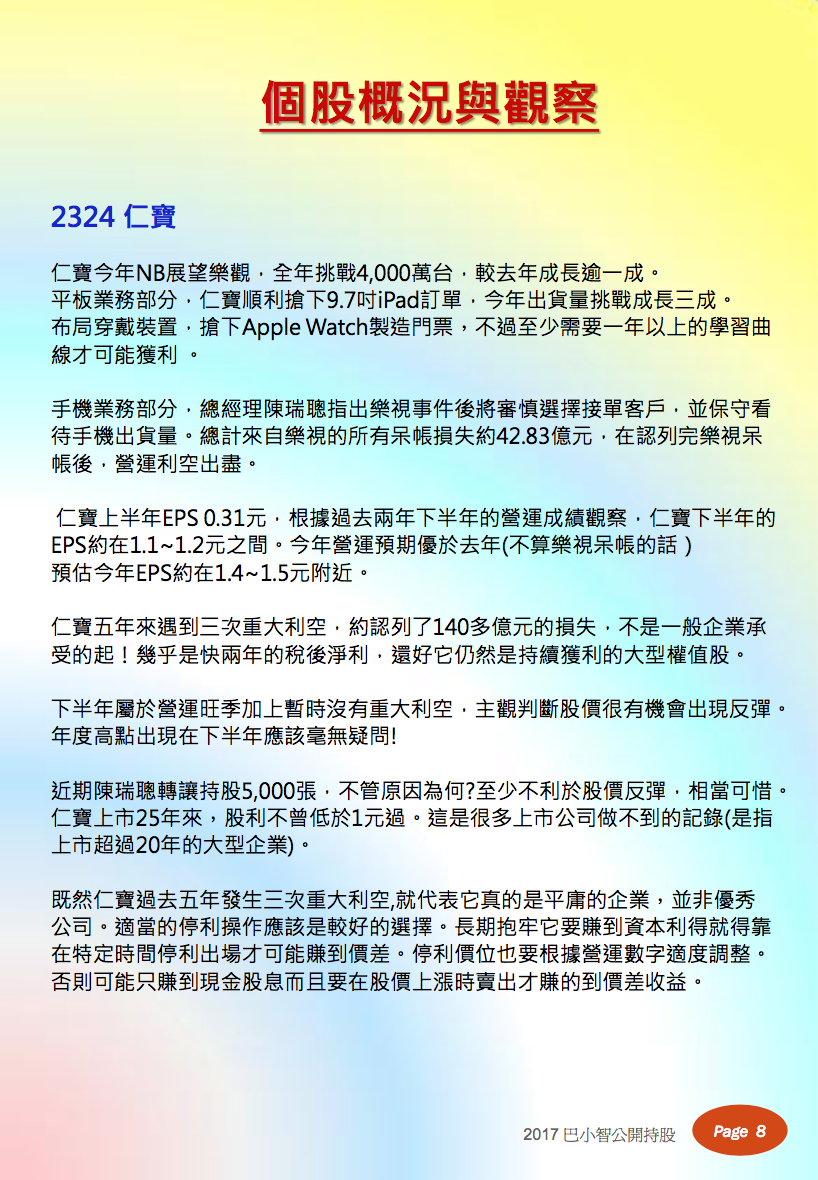 個股概況與觀察
2324 仁寶
仁寶今年NB展望樂觀，全年挑戰4,000萬台，較去年成長逾一成。
平板業務部分，仁寶順利搶下9.7吋iPad訂單，今年出貨量挑戰成長三成。
布局穿戴裝置，搶下Apple Watch製造門票，不過至少需要一年以上的學習曲
線才可能獲利 。
手機業務部分，總經理陳瑞聰指出樂視事件後將審慎選擇接單客戶，並保守看
待手機出貨量。總計來自樂視的所有呆帳損失約42.83億元，在認列完樂視呆
帳後，營運利空出盡。
仁寶上半年EPS 0.31元，根據過去兩年下半年的營運成績觀察，仁寶下半年的
EPS約在1.1~1.2元之間。今年營運預期優於去年(不算樂視呆帳的話 )
預估今年EPS約在1.4~1.5元附近。
仁寶五年來遇到三次重大利空，約認列了140多億元的損失，不是一般企業承
受的起！幾乎是快兩年的稅後淨利，還好它仍然是持續獲利的大型權值股。
下半年屬於營運旺季加上暫時沒有重大利空，主觀判斷股價很有機會出現反彈。
年度高點出現在下半年應該毫無疑問!
近期陳瑞聰轉讓持股5,000張，不管原因為何?至少不利於股價反彈，相當可惜。
仁寶上市25年來，股利不曾低於1元過。這是很多上市公司做不到的記錄(是指
上市超過20年的大型企業)。
既然仁寶過去五年發生三次重大利空,就代表它真的是平庸的企業，並非優秀
公司。適當的停利操作應該是較好的選擇。長期抱牢它要賺到資本利得就得靠
在特定時間停利出場才可能賺到價差。停利價位也要根據營運數字適度調整。
否則可能只賺到現金股息而且要在股價上漲時賣出才賺的到價差收益。
2017 巴小智公開持股
Page 8